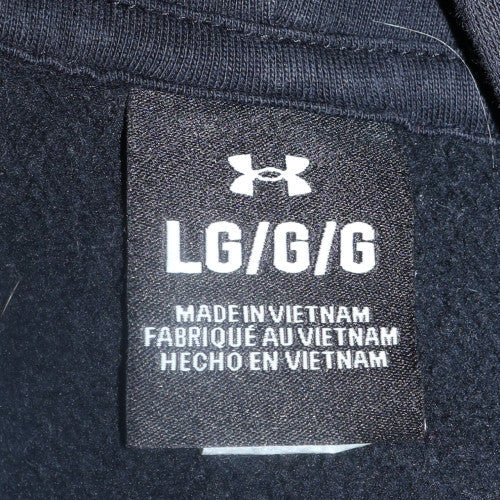 LG/G/G
MADE IN VIETNAM
FABRIQUÉ AU VIETNAM
HECHO EN VIETNAM